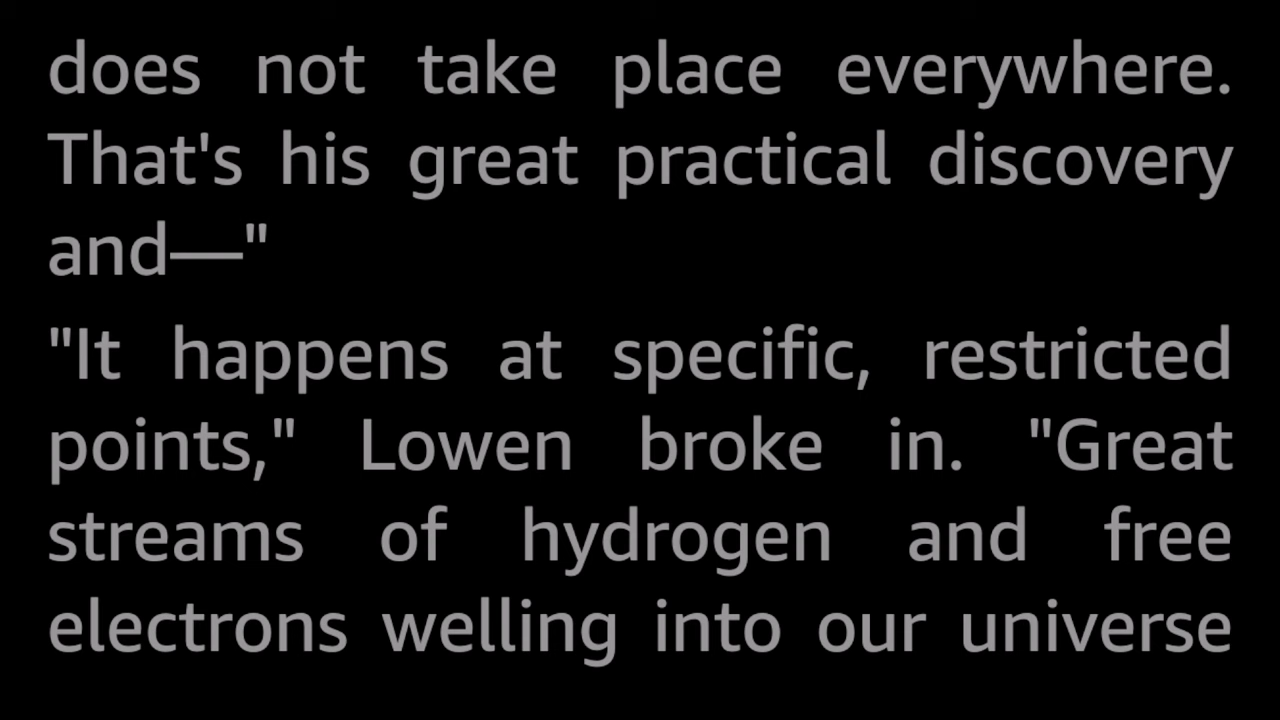 does not take place everywhere.
That's his great practical discovery
and—"
"It happens at specific, restricted
points," Lowen broke in. "Great
streams of hydrogen and free
electrons welling into our universe